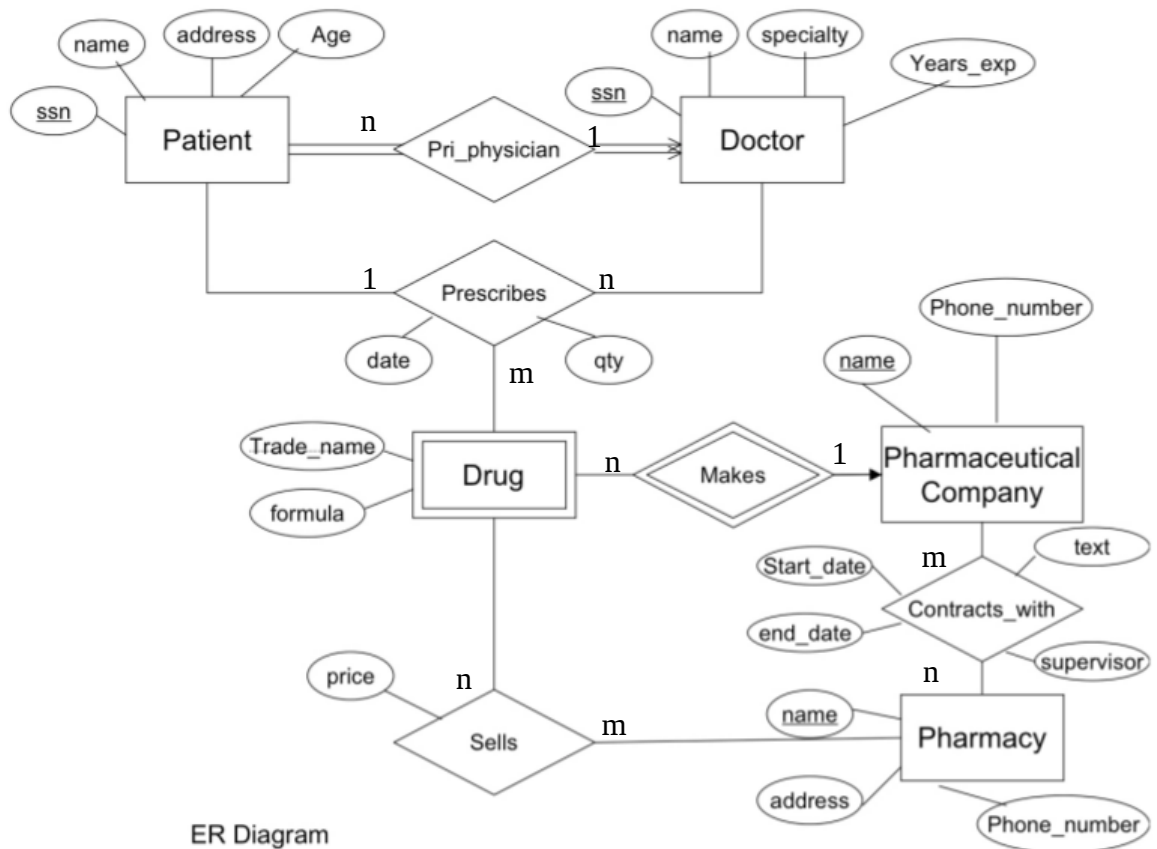 name
address
Age
ssn
Patient
n
Pri_physician
1
name
specialty
Years_exp
ssn
Doctor
1
Prescribes
n
date
qty
m
Phone_number
name
Trade_name
formula
Drug
n
Makes
1
Pharmaceutical
Company
m
text
Start_date
Contracts_with
end_date
supervisor
n
price
n
Sells
m
name
Pharmacy
address
Phone_number
ER Diagram